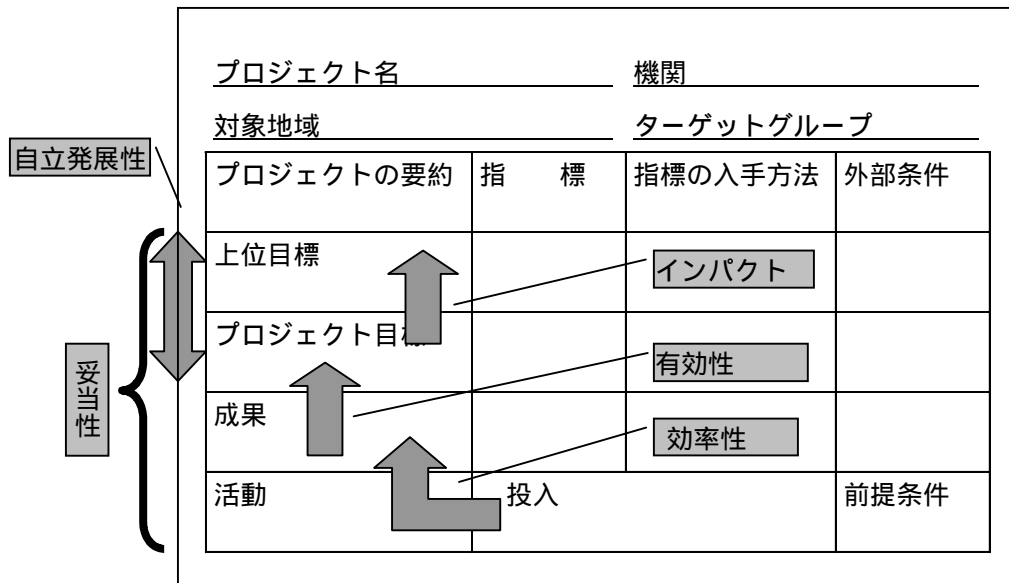 プロジェクト名 機関
対象地域 ターゲットグループ
自立発展性
プロジェクトの要約 指 標 指標の入手方法 外部条件
上位目標
インパクト
プロジェクト目標
有効性
妥当性
成果
効率性
活動 投入 前提条件